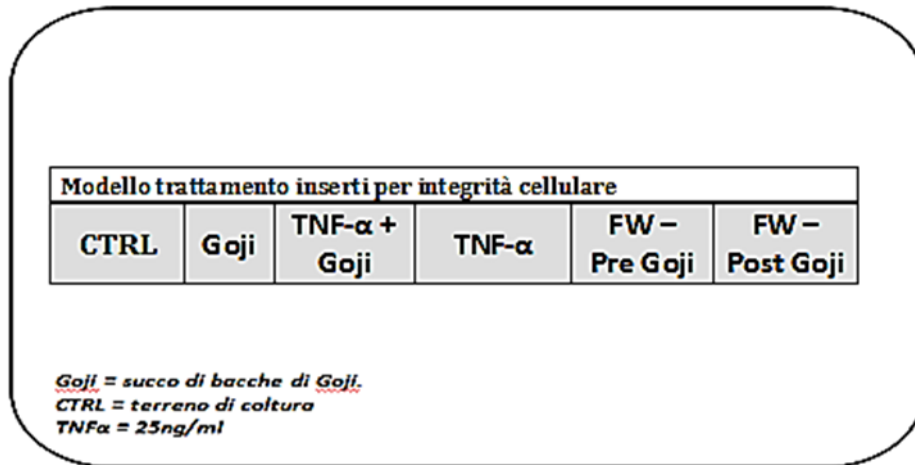 Modello trattamento inserti per integrità cellulare
CTRL Goji TNF-α + Goji TNF-α FW – Pre Goji FW – Post Goji
Goji = succo di bacche di Goji.
CTRL = terreno di coltura
TNFα = 25ng/ml